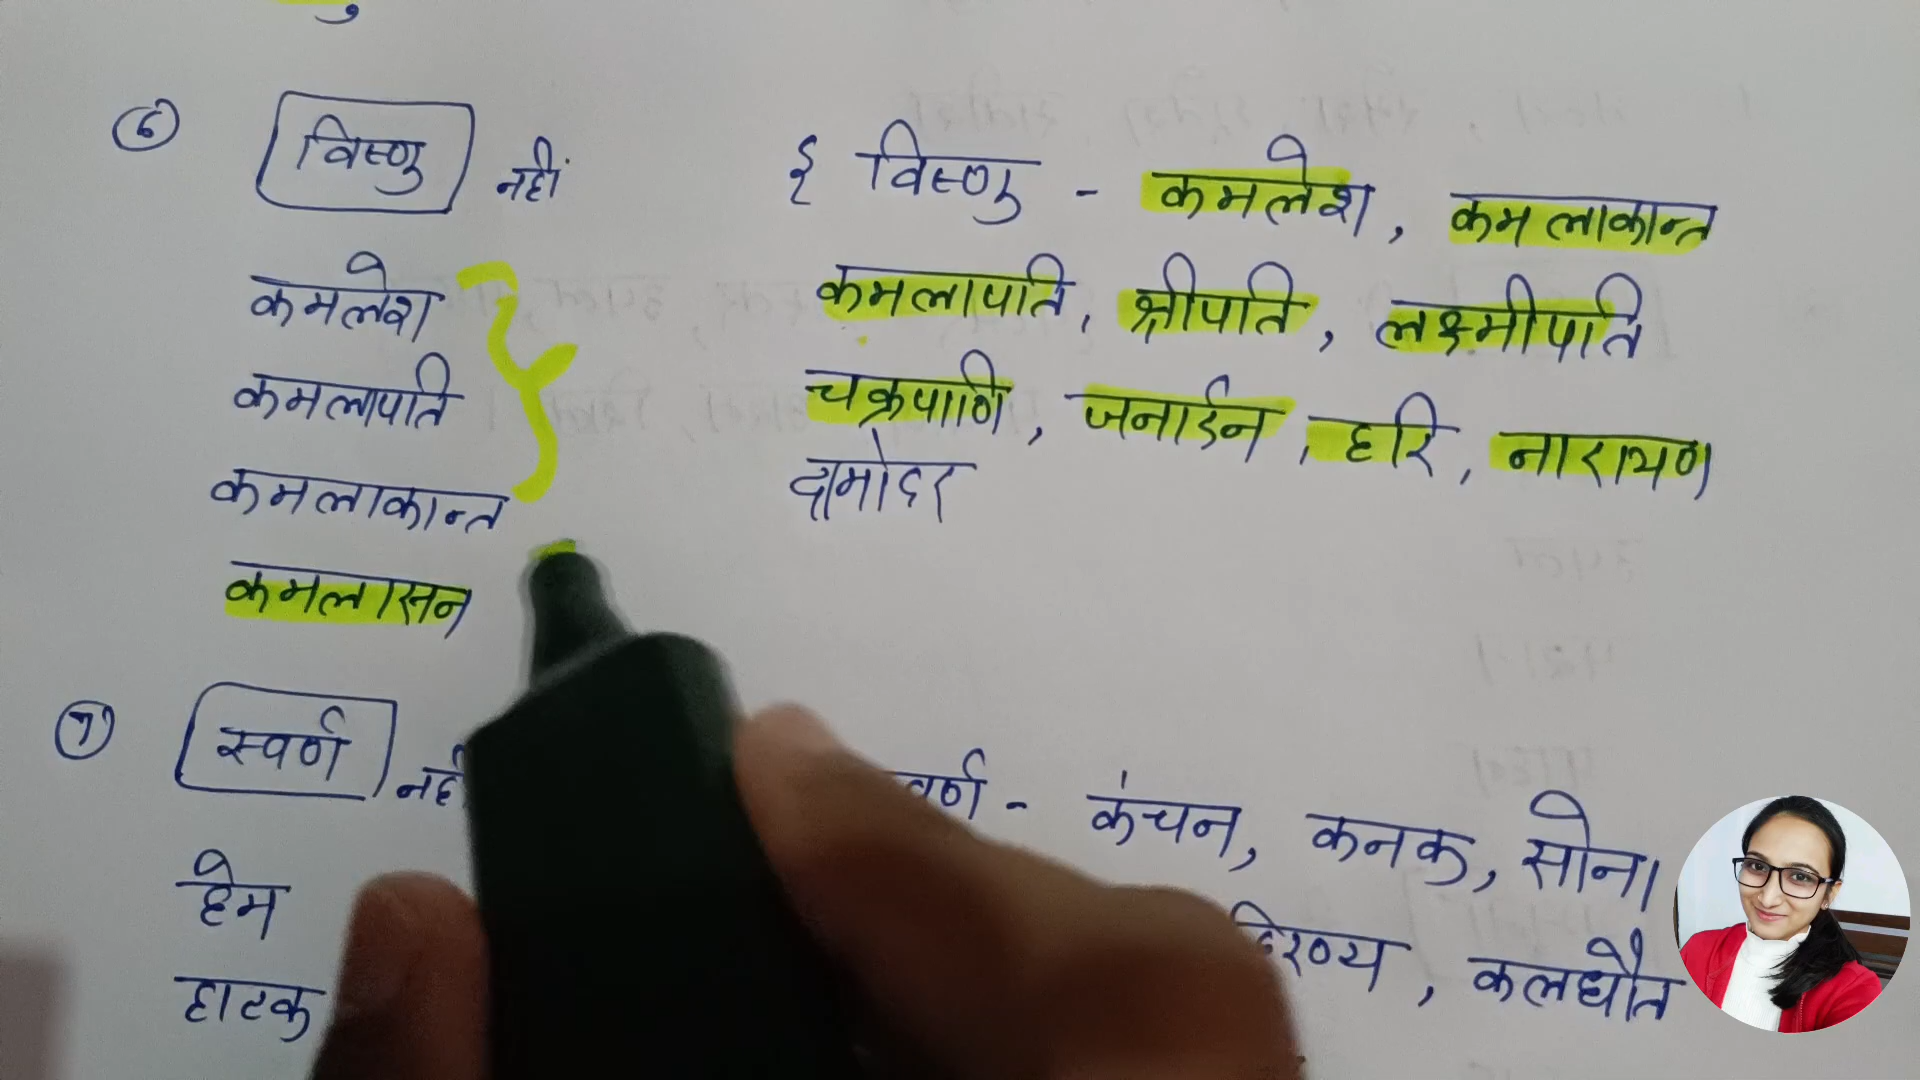 6 विष्णु नहीं
कमलेश
कमलापति
कमलाकान्त
कमलासन
ξ विष्णु - कमलेश, कमलाकान्त
कमलापति, श्रीपति, लक्ष्मीपति
चक्रपाणि, जनार्दन, हरि, नारायण
दामोदर
7 स्वर्ण नहीं
हेम
हाटक
वर्ण - कंचन, कनक, सोना
हिरण्य, कलधौत